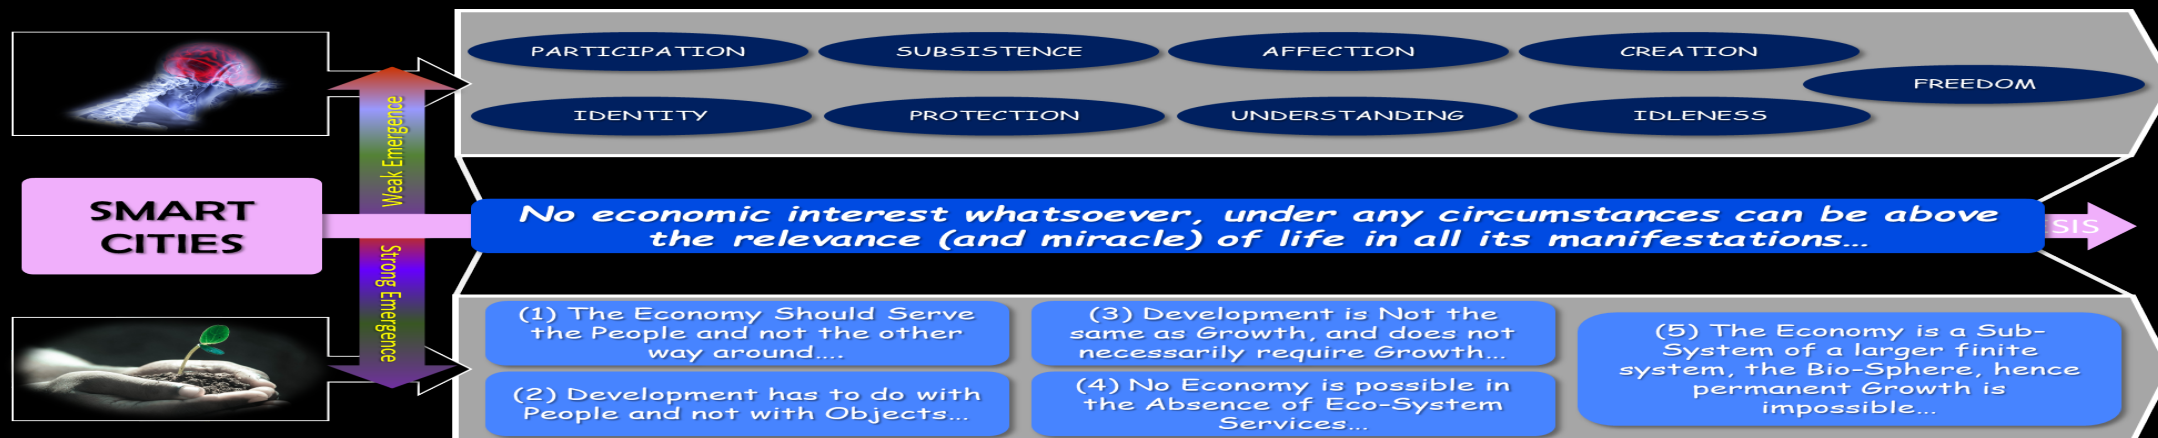 PARTICIPATION
SUBSISTENCE
AFFECTION
CREATION
FREEDOM
IDENTITY
PROTECTION
UNDERSTANDING
IDLENESS
Weak Emergence
SMART
CITIES
No economic interest whatsoever, under any circumstances can be above
the relevance (and miracle) of life in all its manifestations...
SIS
Strong Emergence
(1) The Economy Should Serve
the People and not the other
way around....
(2) Development has to do with
People and not with Objects...
(3) Development is Not the
same as Growth, and does not
necessarily require Growth...
(4) No Economy is possible in
the Absence of Eco-System
Services...
(5) The Economy is a Sub-
System of a larger finite
system, the Bio-Sphere, hence
permanent Growth is
impossible...